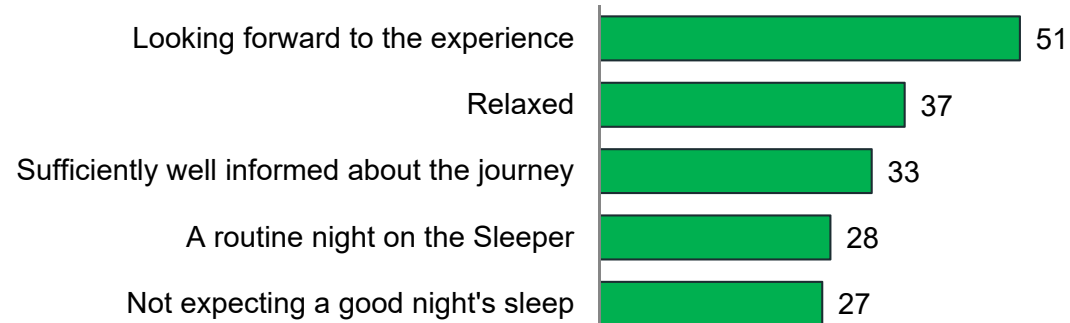 Looking forward to the experience 51
Relaxed 37
Sufficiently well informed about the journey 33
A routine night on the Sleeper 28
Not expecting a good night's sleep 27